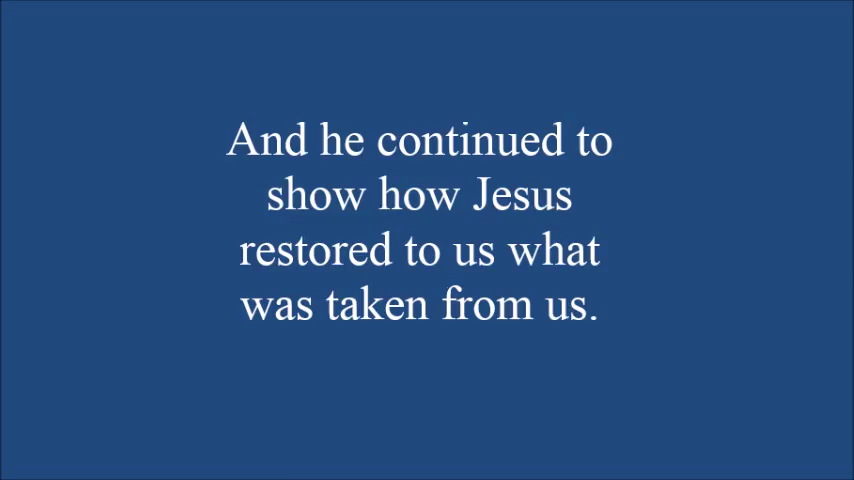 And he continued to
show how Jesus
restored to us what
was taken from us.